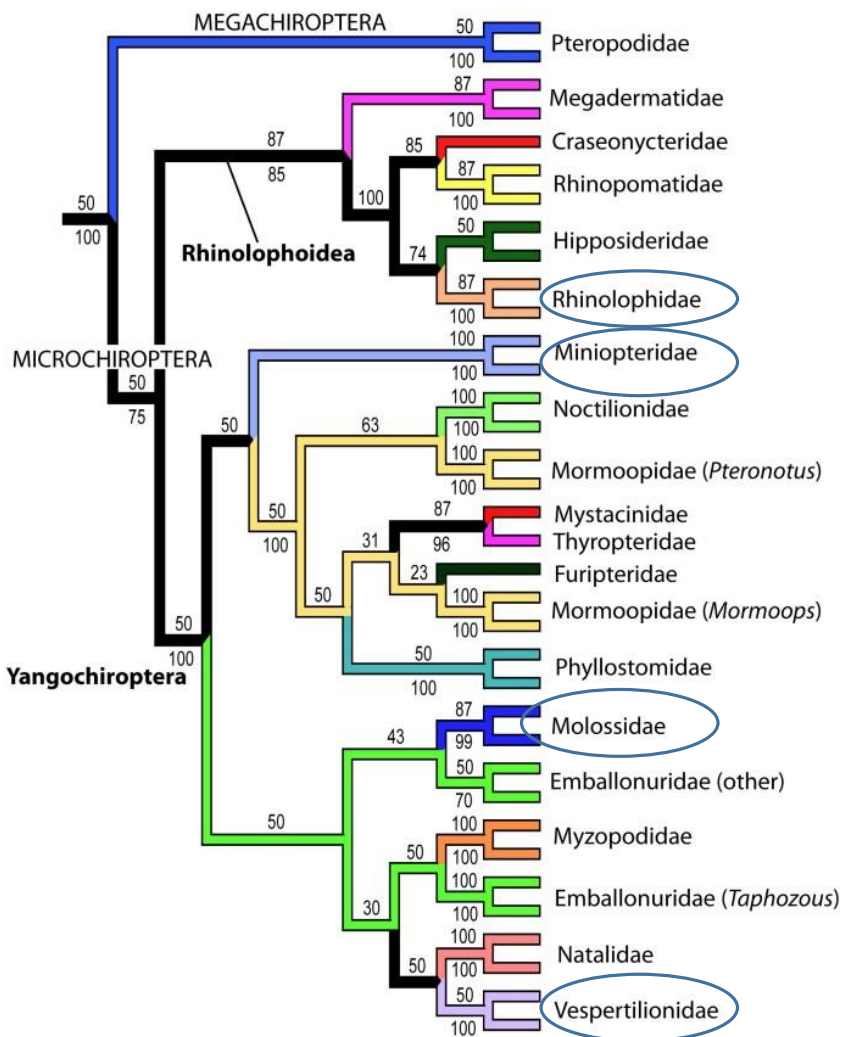 MEGACHIROPTERA
50
Pteropodidae
100
87
Megadermatidae
100
87
85
85
Craseonycteridae
87
Rhinopomatidae
100
100
50
100
Rhinolophoidea
74
50
Hipposideridae
87
Rhinolophidae
100
MICROCHIROPTERA
50
75
100
Miniopteridae
100
50
100
Noctilionidae
100
63
100
Mormoopidae (Pteronotus)
100
50
100
87
96
Mystacinidae
Thyropteridae
31
23
Furipteridae
100
Mormoopidae (Mormoops)
100
50
50
Phyllostomidae
100
50
100
Yangochiroptera
87
Molossidae
99
43
50
Emballonuridae (other)
70
50
100
Myzopodidae
100
50
100
Emballonuridae (Taphozous)
100
30
100
Natalidae
100
50
50
Vespertilionidae
100